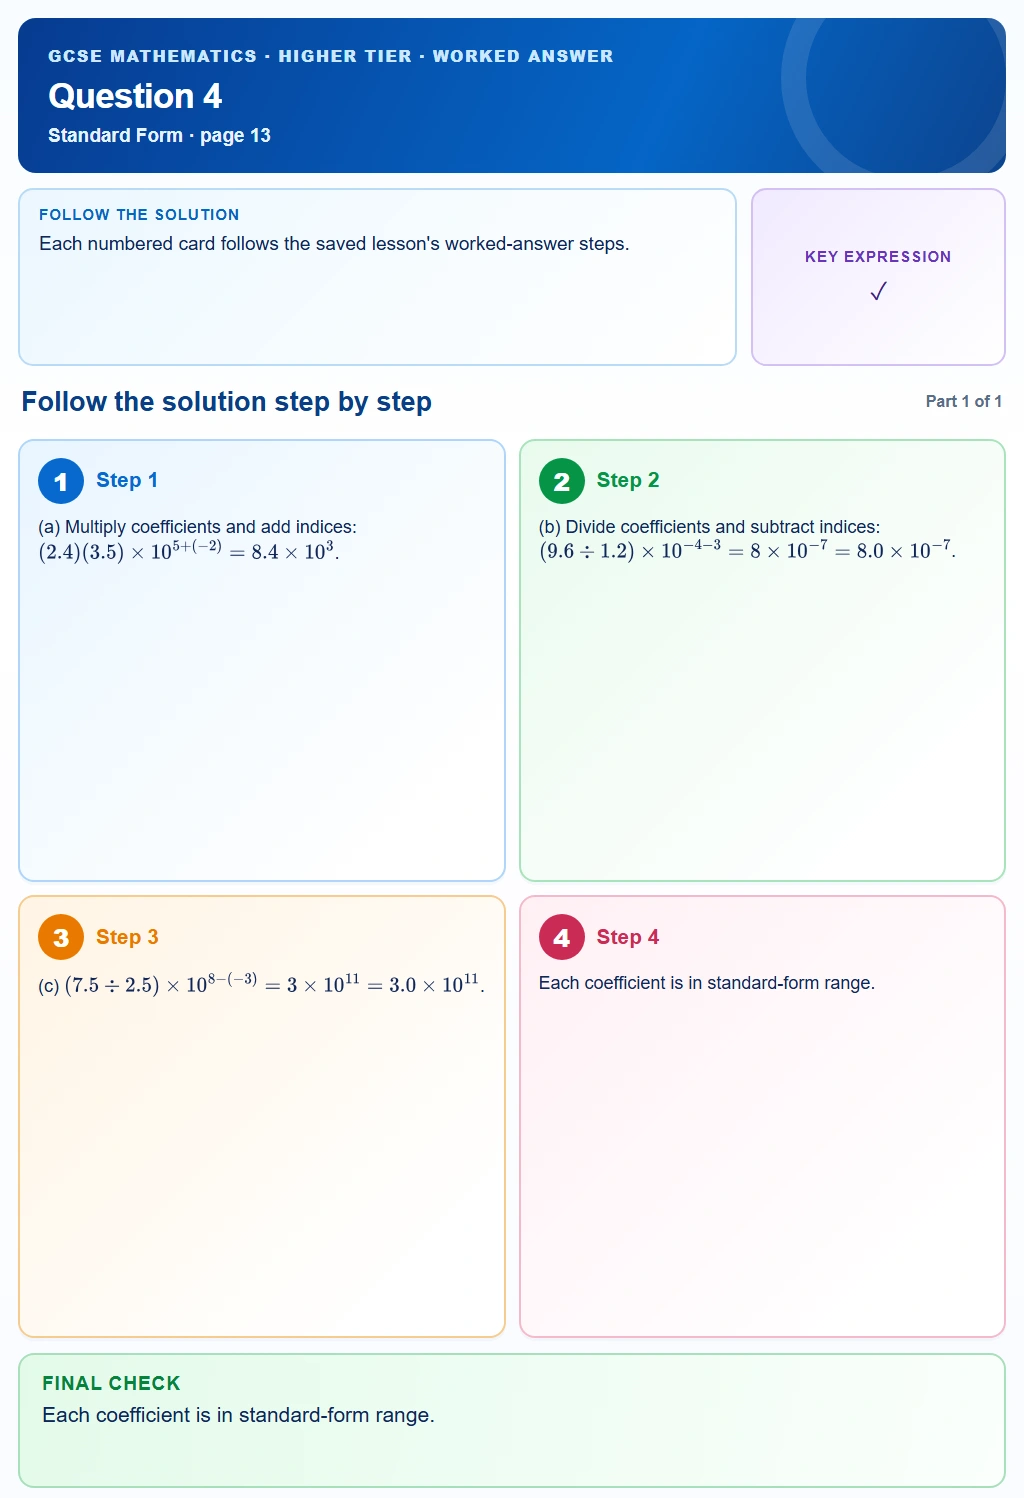 GCSE MATHEMATICS · HIGHER TIER · WORKED ANSWER
Question 4
Standard Form · page 13
FOLLOW THE SOLUTION
Each numbered card follows the saved lesson's worked-answer steps.
KEY EXPRESSION
✓
Follow the solution step by step
Part 1 of 1
1 Step 1
(a) Multiply coefficients and add indices:
(2.4)(3.5) × 10^{5+(−2)} = 8.4 × 10^{3}.
2 Step 2
(b) Divide coefficients and subtract indices:
(9.6 ÷ 1.2) × 10^{−4−3} = 8 × 10^{−7} = 8.0 × 10^{−7}.
3 Step 3
(c) (7.5 ÷ 2.5) × 10^{8−(−3)} = 3 × 10^{11} = 3.0 × 10^{11}.
4 Step 4
Each coefficient is in standard-form range.
FINAL CHECK
Each coefficient is in standard-form range.